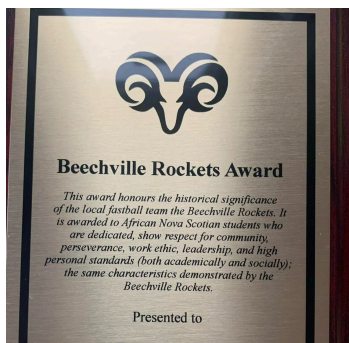 Beechville Rockets Award
This award honours the historical significance
of the local fastball team the Beechville Rockets. It
is awarded to African Nova Scotian students who
are dedicated, show respect for community,
perseverance, work ethic, leadership, and high
personal standards (both academically and socially);
the same characteristics demonstrated by the
Beechville Rockets.
Presented to